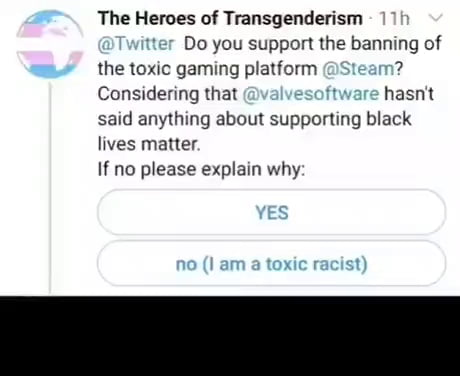 The Heroes of Transgenderism · 11h
@Twitter Do you support the banning of
the toxic gaming platform @Steam?
Considering that @valvesoftware hasn't
said anything about supporting black
lives matter.
If no please explain why:
YES
no (I am a toxic racist)